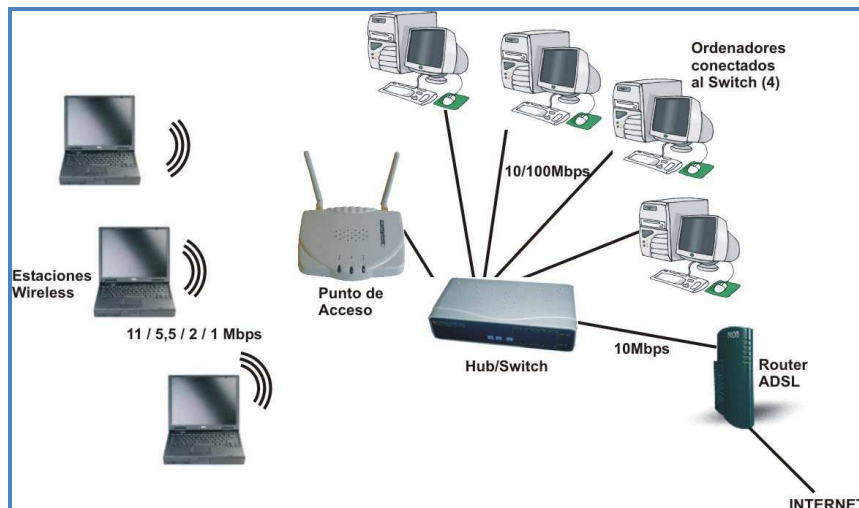 Ordenadores
conectados
al Switch (4)
10/100Mbps
Estaciones
Wireless
Punto de
Acceso
11 / 5,5 / 2 / 1 Mbps
10Mbps
Hub/Switch
Router
ADSL
INTERNET